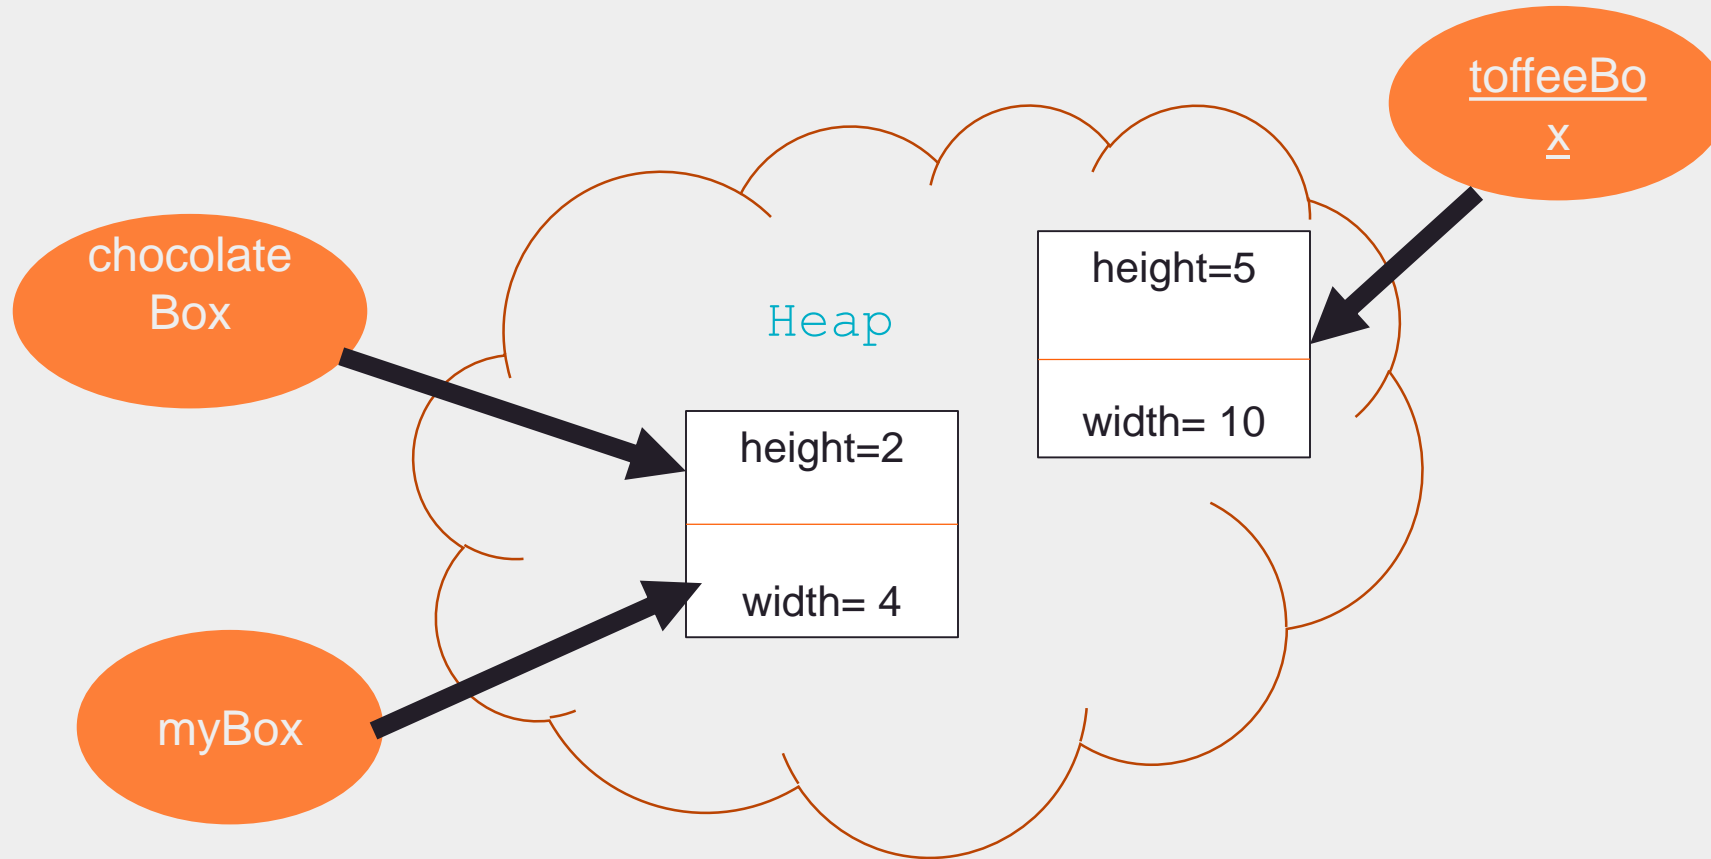 toffeeBo
x
chocolate
Box
Heap
height=5
width= 10
height=2
width= 4
myBox